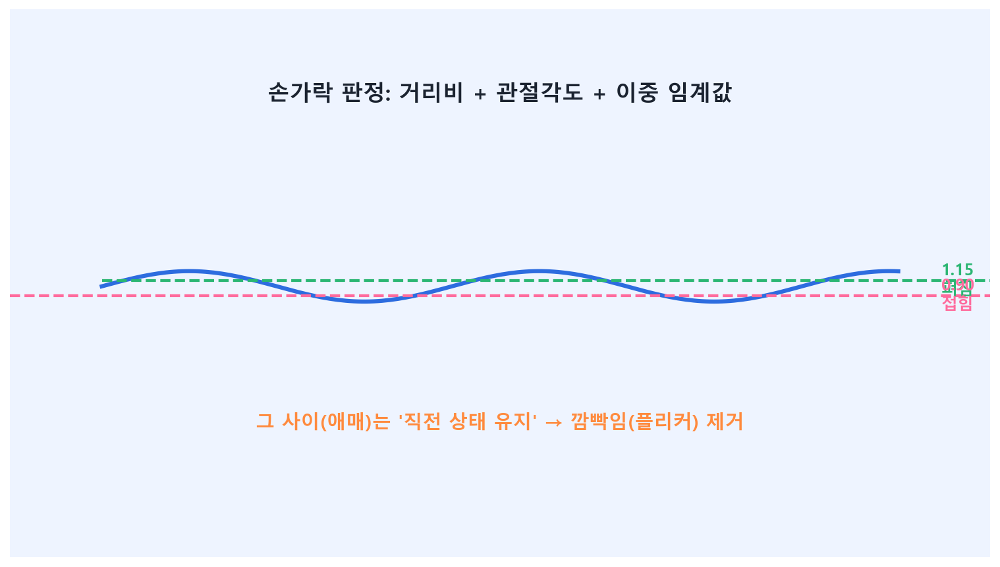 손가락 판정: 거리비 + 관절각도 + 이중 임계값
1.15
0.90
접힘
그 사이(애매)는 '직전 상태 유지' → 깜빡임(플리커) 제거